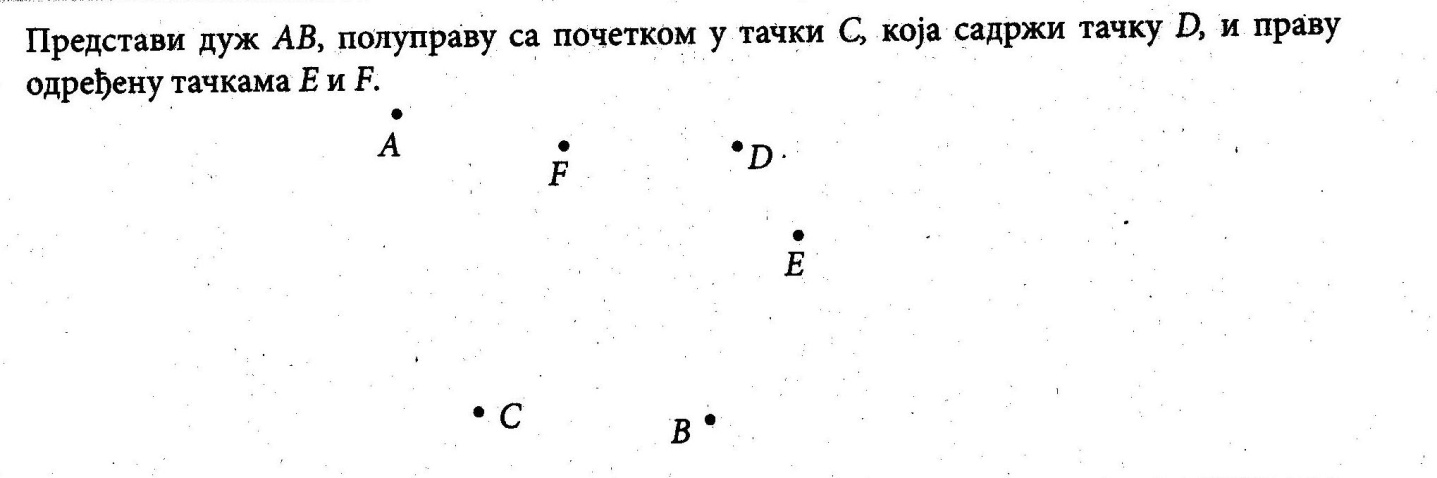 Представи дуж AB, полуправу са почетком у тачки C, која садржи тачку D, и праву
одређену тачкама E и F.
A
F
D
E
C
B